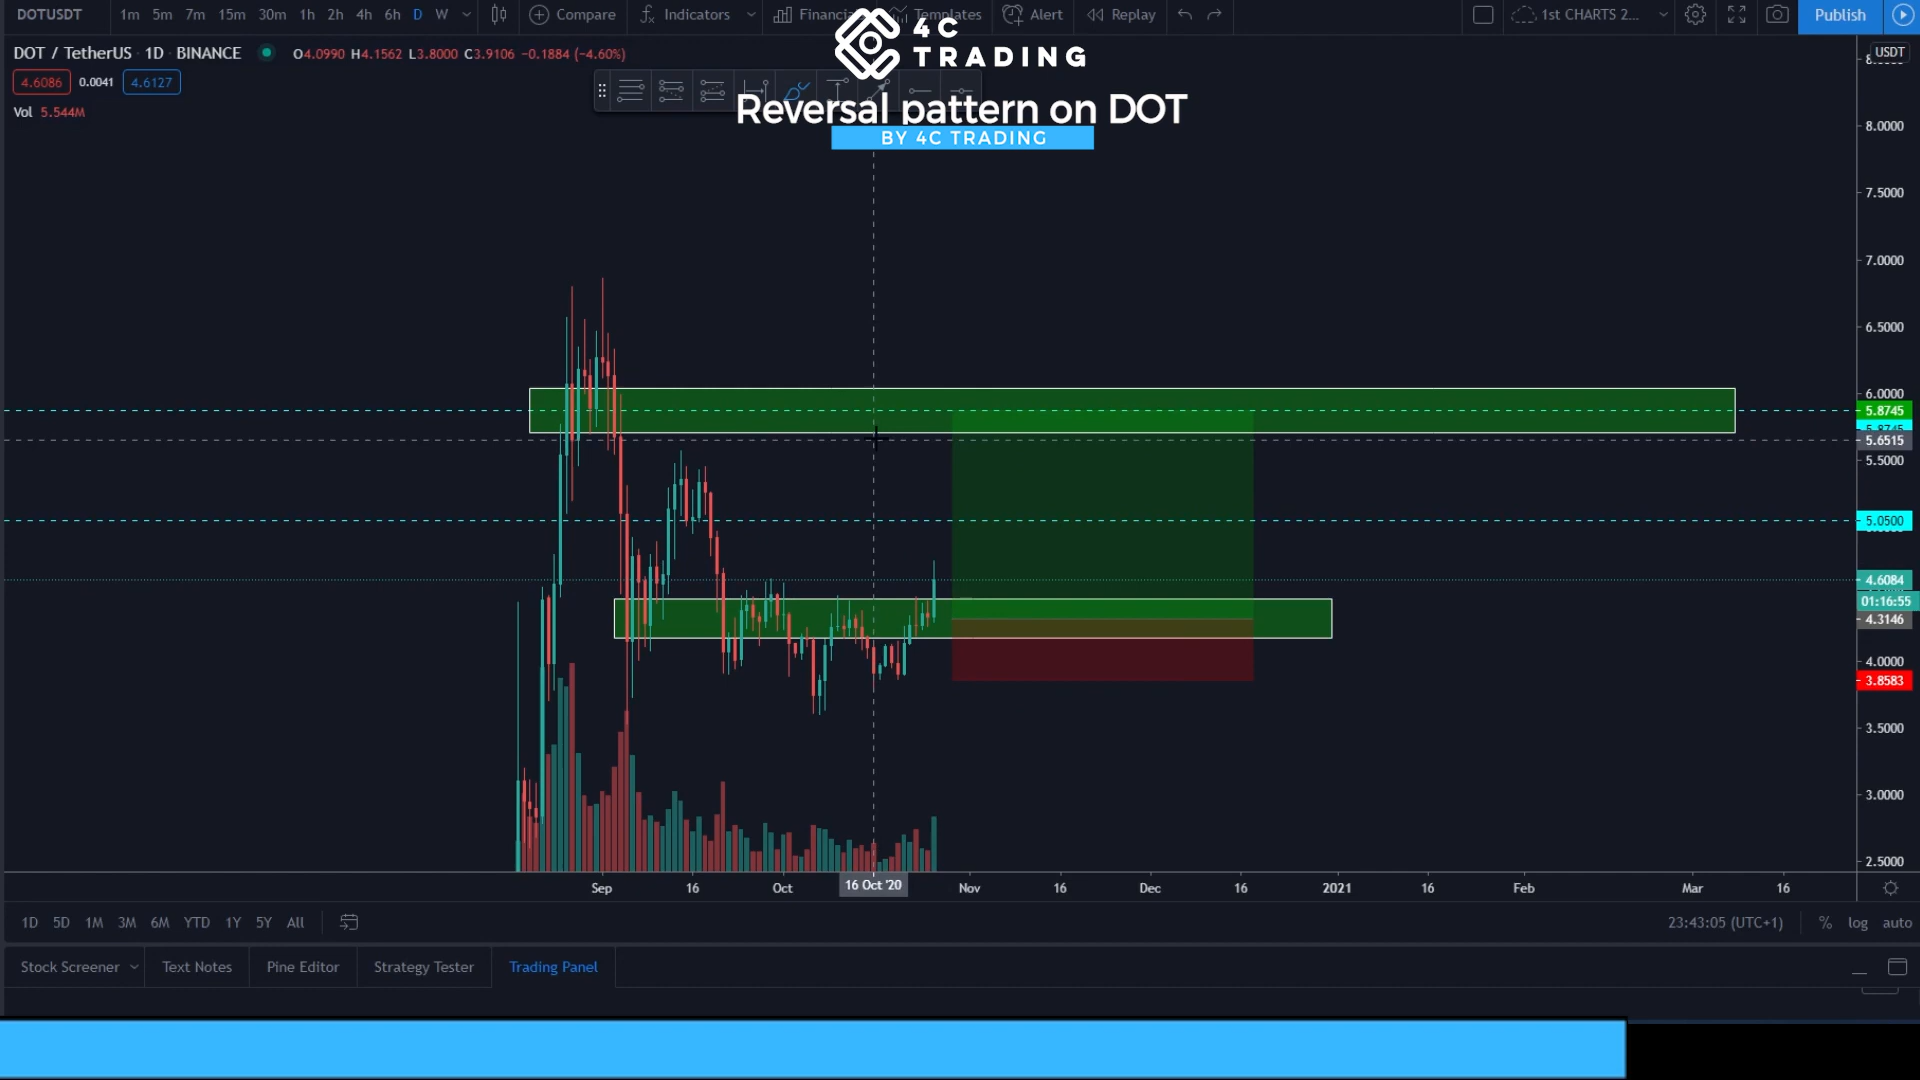 DOTUSDT 1m 5m 7m 15m 30m 1h 2h 4h 6h D W Compare Indicators Templates Alert Replay 1st CHARTS 2... Publish
4C
TRADING
DOT / TetherUS 1D BINANCE O4.0990 H4.1562 L3.8000 C3.9106 −0.1884 (−4.60%)
USDT
4.6086 0.0041 4.6127
Vol 5.544M
Reversal pattern on DOT
BY 4C TRADING
8.0000
7.5000
7.0000
6.5000
6.0000
5.8745
5.6515
5.5000
5.0500
4.6084
01:16:55
4.3146
4.0000
3.8583
3.5000
3.0000
2.5000
Sep 16 Oct 16 Oct '20 Nov 16 Dec 16 2021 16 Feb Mar 16
1D 5D 1M 3M 6M YTD 1Y 5Y All 23:43:05 (UTC+1) % log auto
Stock Screener Text Notes Pine Editor Strategy Tester Trading Panel